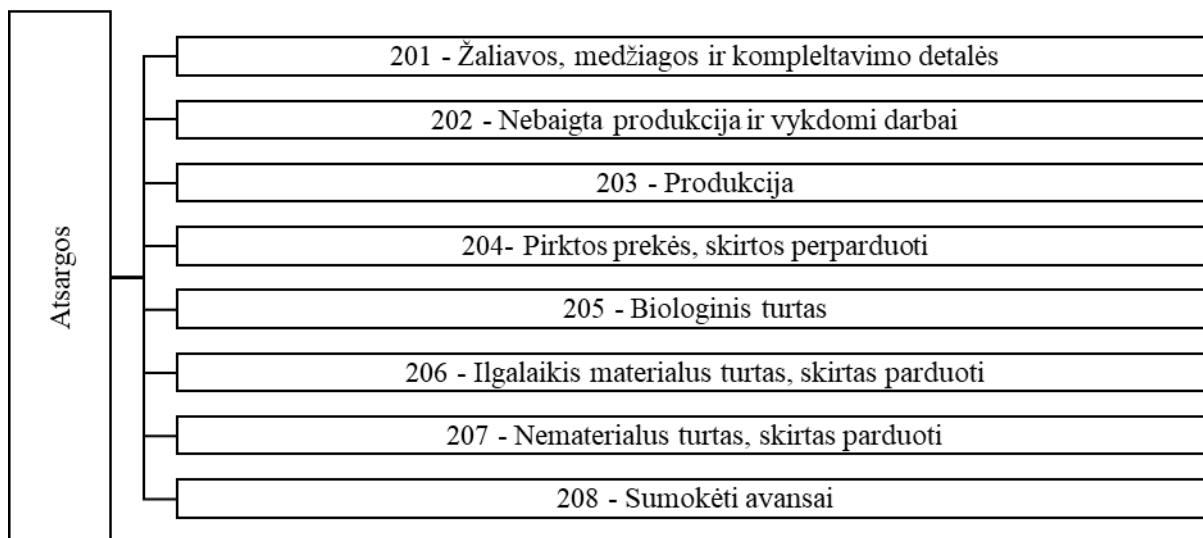 Atsargos
201 - Žaliavos, medžiagos ir kompleltavimo detalės
202 - Nebaigta produkcija ir vykdomi darbai
203 - Produkcija
204- Pirktos prekės, skirtos perparduoti
205 - Biologinis turtas
206 - Ilgalaikis materialus turtas, skirtas parduoti
207 - Nematerialus turtas, skirtas parduoti
208 - Sumokėti avansai